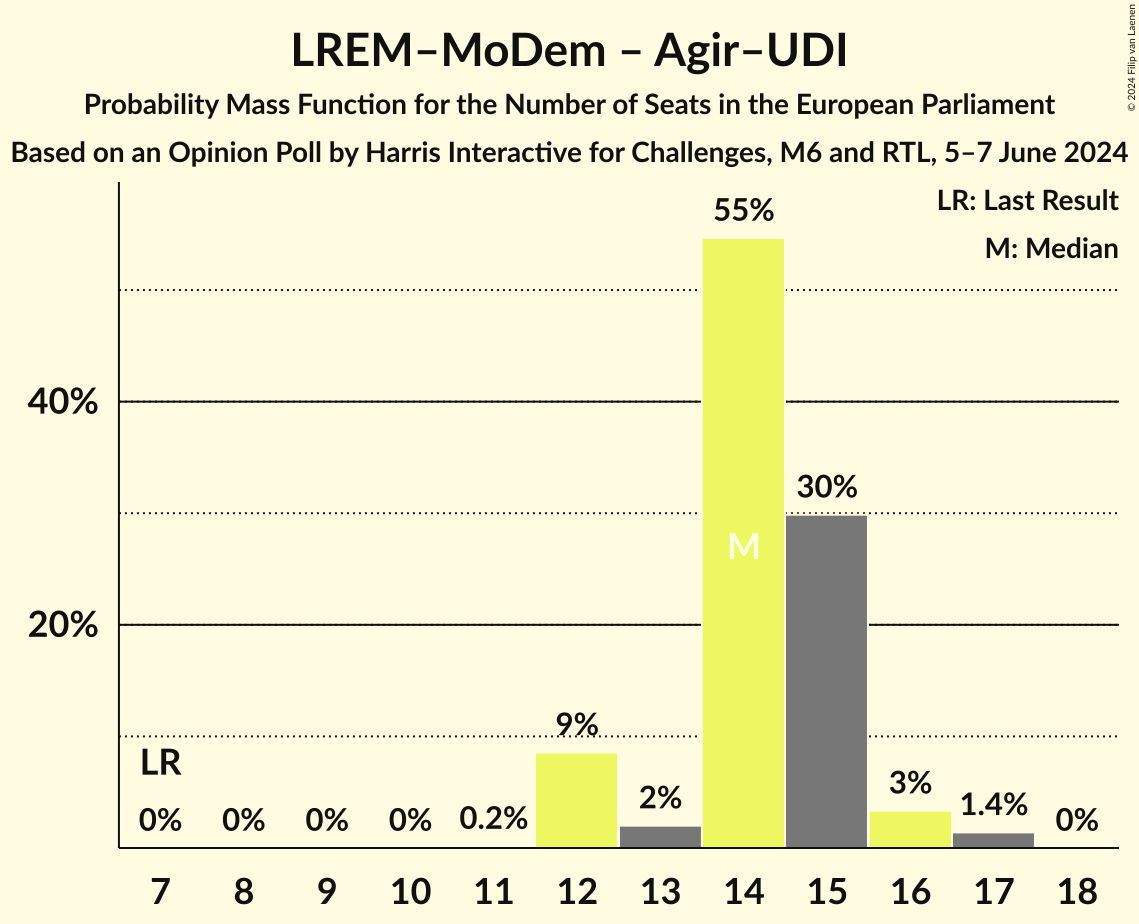 LREM–MoDem – Agir–UDI
Probability Mass Function for the Number of Seats in the European Parliament
Based on an Opinion Poll by Harris Interactive for Challenges, M6 and RTL, 5–7 June 2024
© 2024 Filip van Laenen
LR: Last Result
M: Median
55%
40%
30%
M
20%
9%
LR
3%
2%
1.4%
0% 0% 0% 0% 0.2% 0%
7 8 9 10 11 12 13 14 15 16 17 18